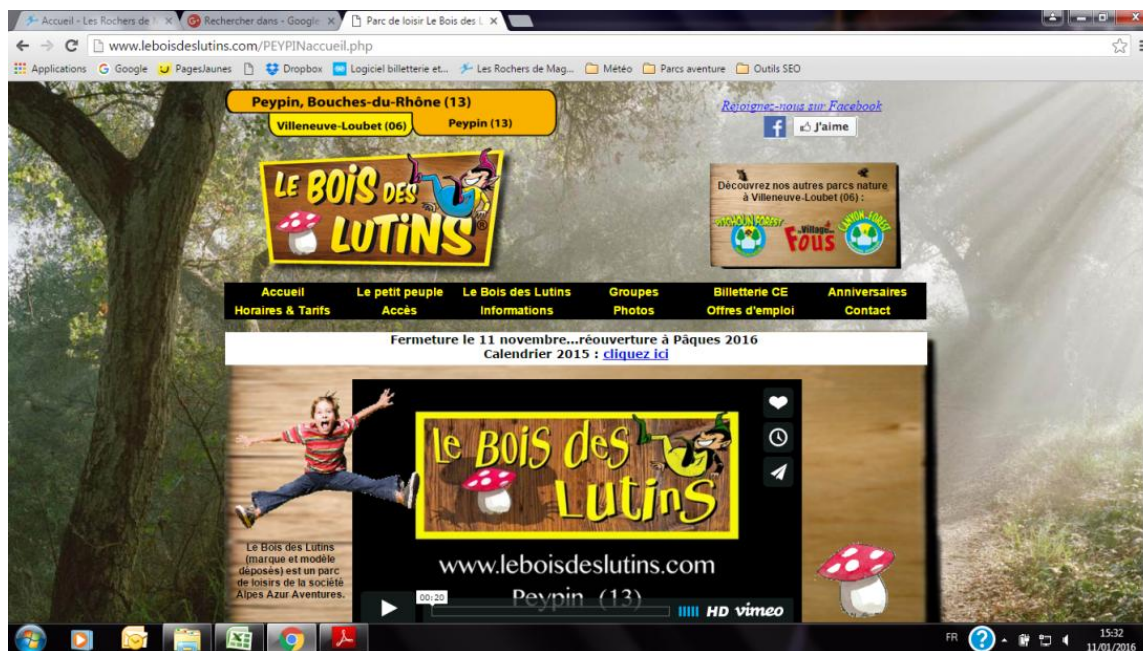 Accueil - Les Rochers de M
Rechercher dans - Google
Parc de loisir Le Bois des L
www.leboisdeslutins.com/PEYPINaccueil.php
Applications
Google
PagesJaunes
Dropbox
Logiciel billetterie et...
Les Rochers de Mag...
Météo
Parcs aventure
Outils SEO
Peypin, Bouches-du-Rhône (13)
Villeneuve-Loubet (06)
Peypin (13)
Rejoignez-nous sur Facebook
J'aime
LE BOIS DES
LUTINS
Découvrez nos autres parcs nature
à Villeneuve-Loubet (06) :
PITCHOUN FOREST
Village
FOUS
CANYON FOREST
Accueil Le petit peuple Le Bois des Lutins Groupes Billetterie CE Anniversaires
Horaires & Tarifs Accès Informations Photos Offres d'emploi Contact
Fermeture le 11 novembre...réouverture à Pâques 2016
Calendrier 2015 : cliquez ici
Le Bois des
Lutins
www.leboisdeslutins.com
Peypin (13)
Le Bois des Lutins
(marque et modèle
déposés) est un parc
de loisirs de la société
Alpes Azur Aventures.
00:20
HD vimeo
FR
15:32
11/01/2016